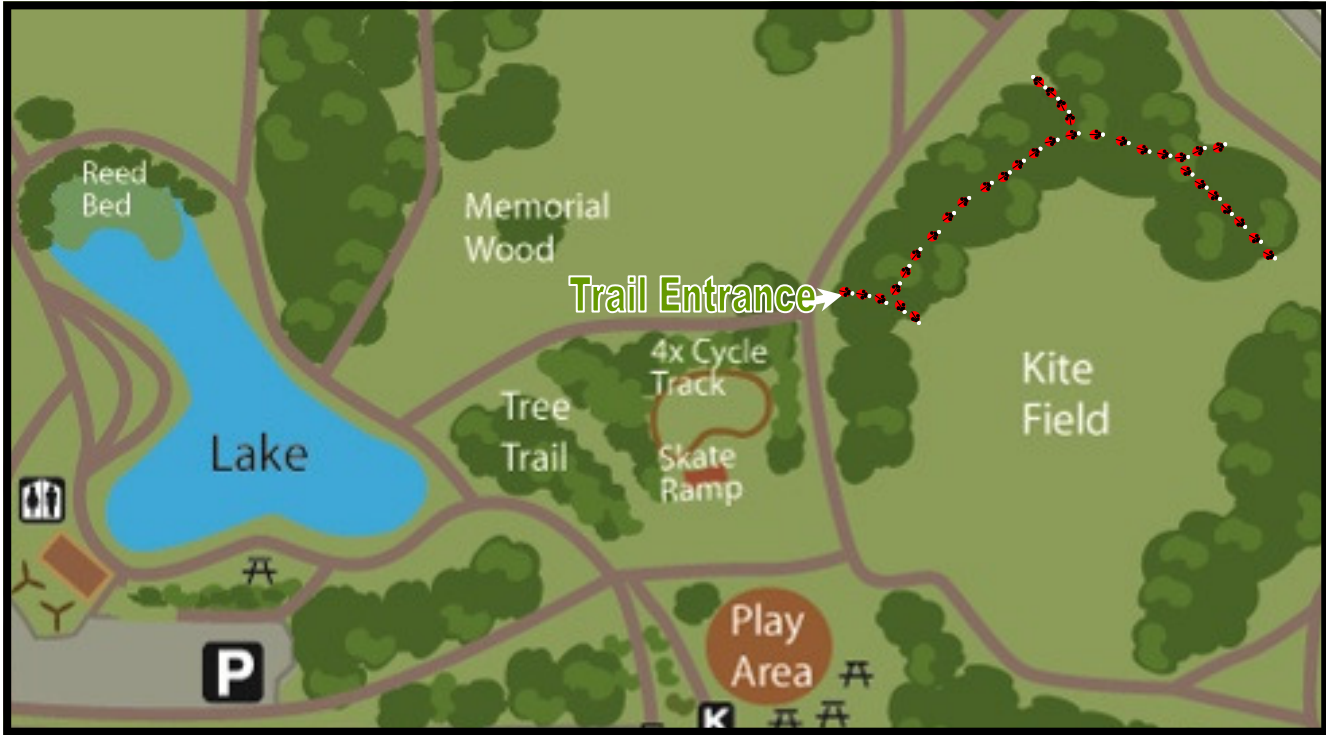 Reed
Bed
Memorial
Wood
Trail Entrance
4x Cycle
Track
Kite
Field
Tree
Trail
Lake
Skate
Ramp
Play
Area
P
K